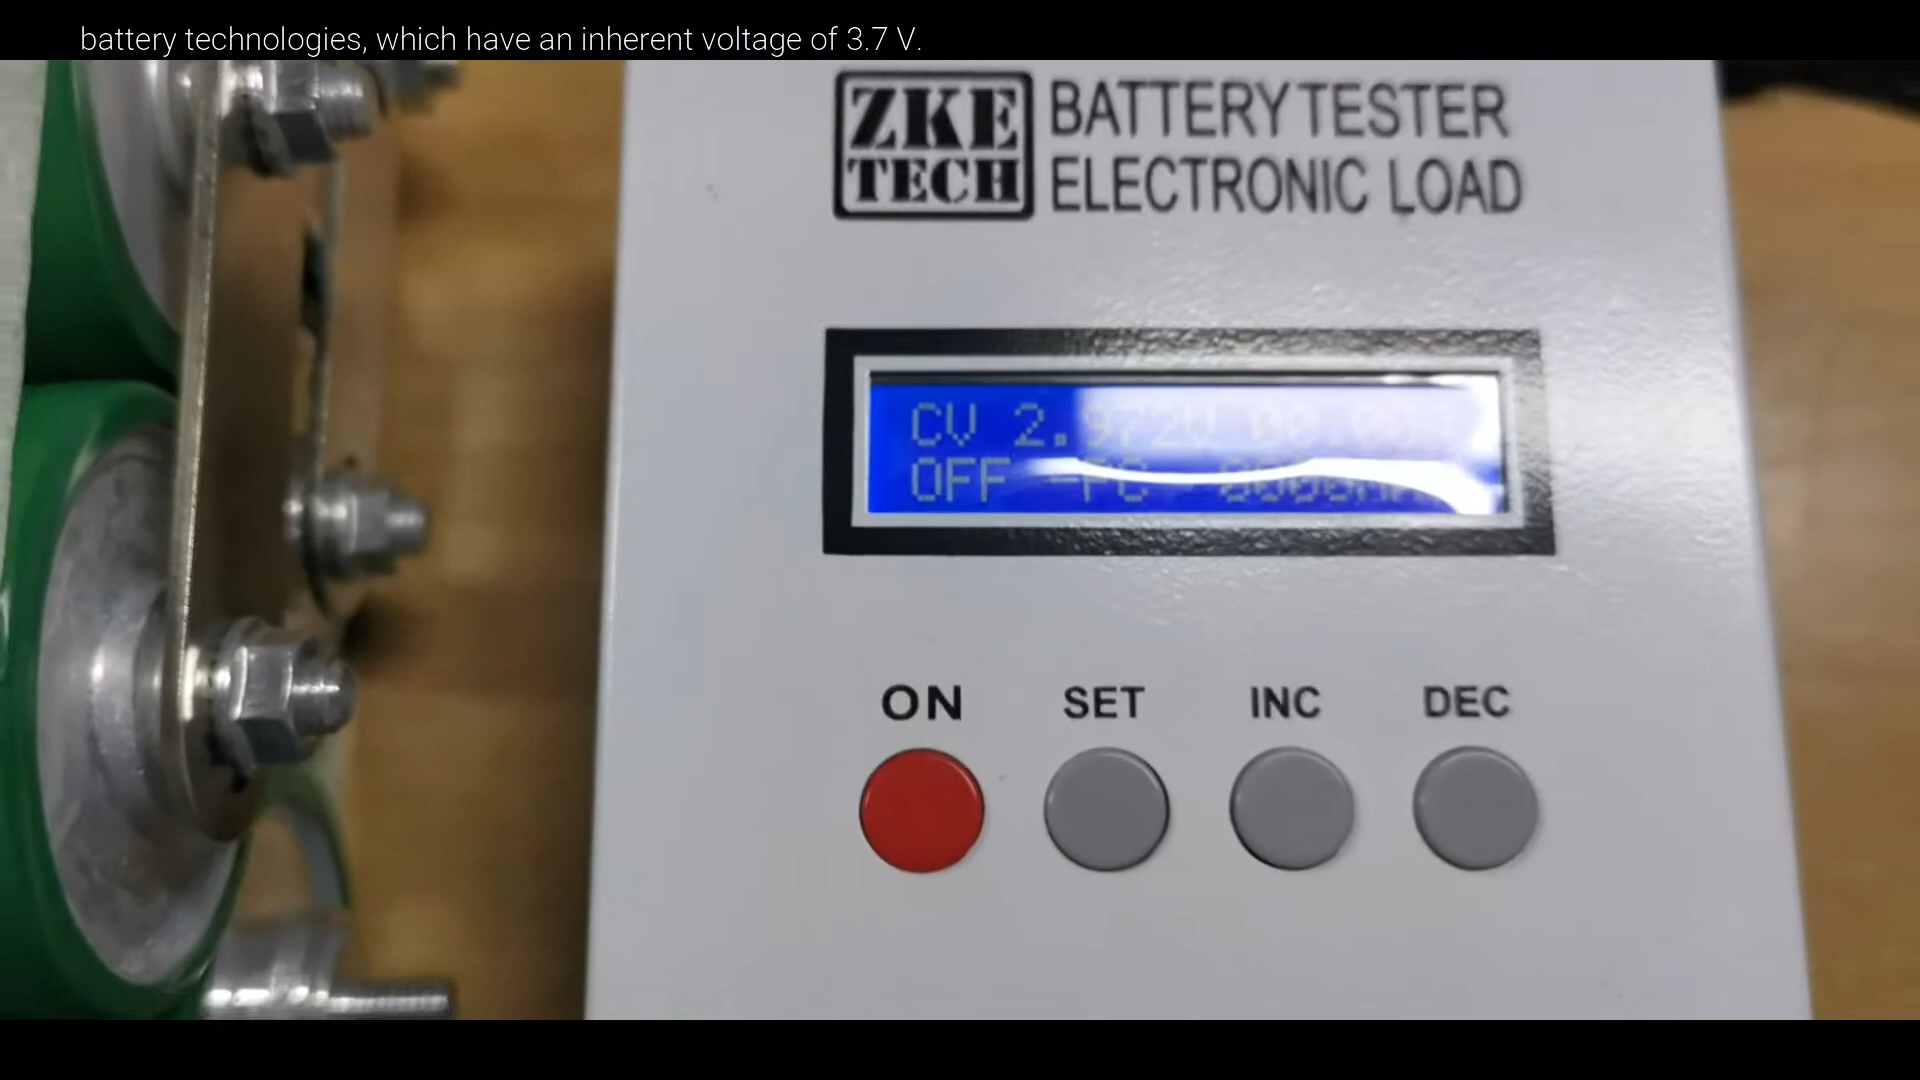 battery technologies, which have an inherent voltage of 3.7 V.
ZKE
TECH
BATTERY TESTER
ELECTRONIC LOAD
CV 2.972V
OFF
ON SET INC DEC